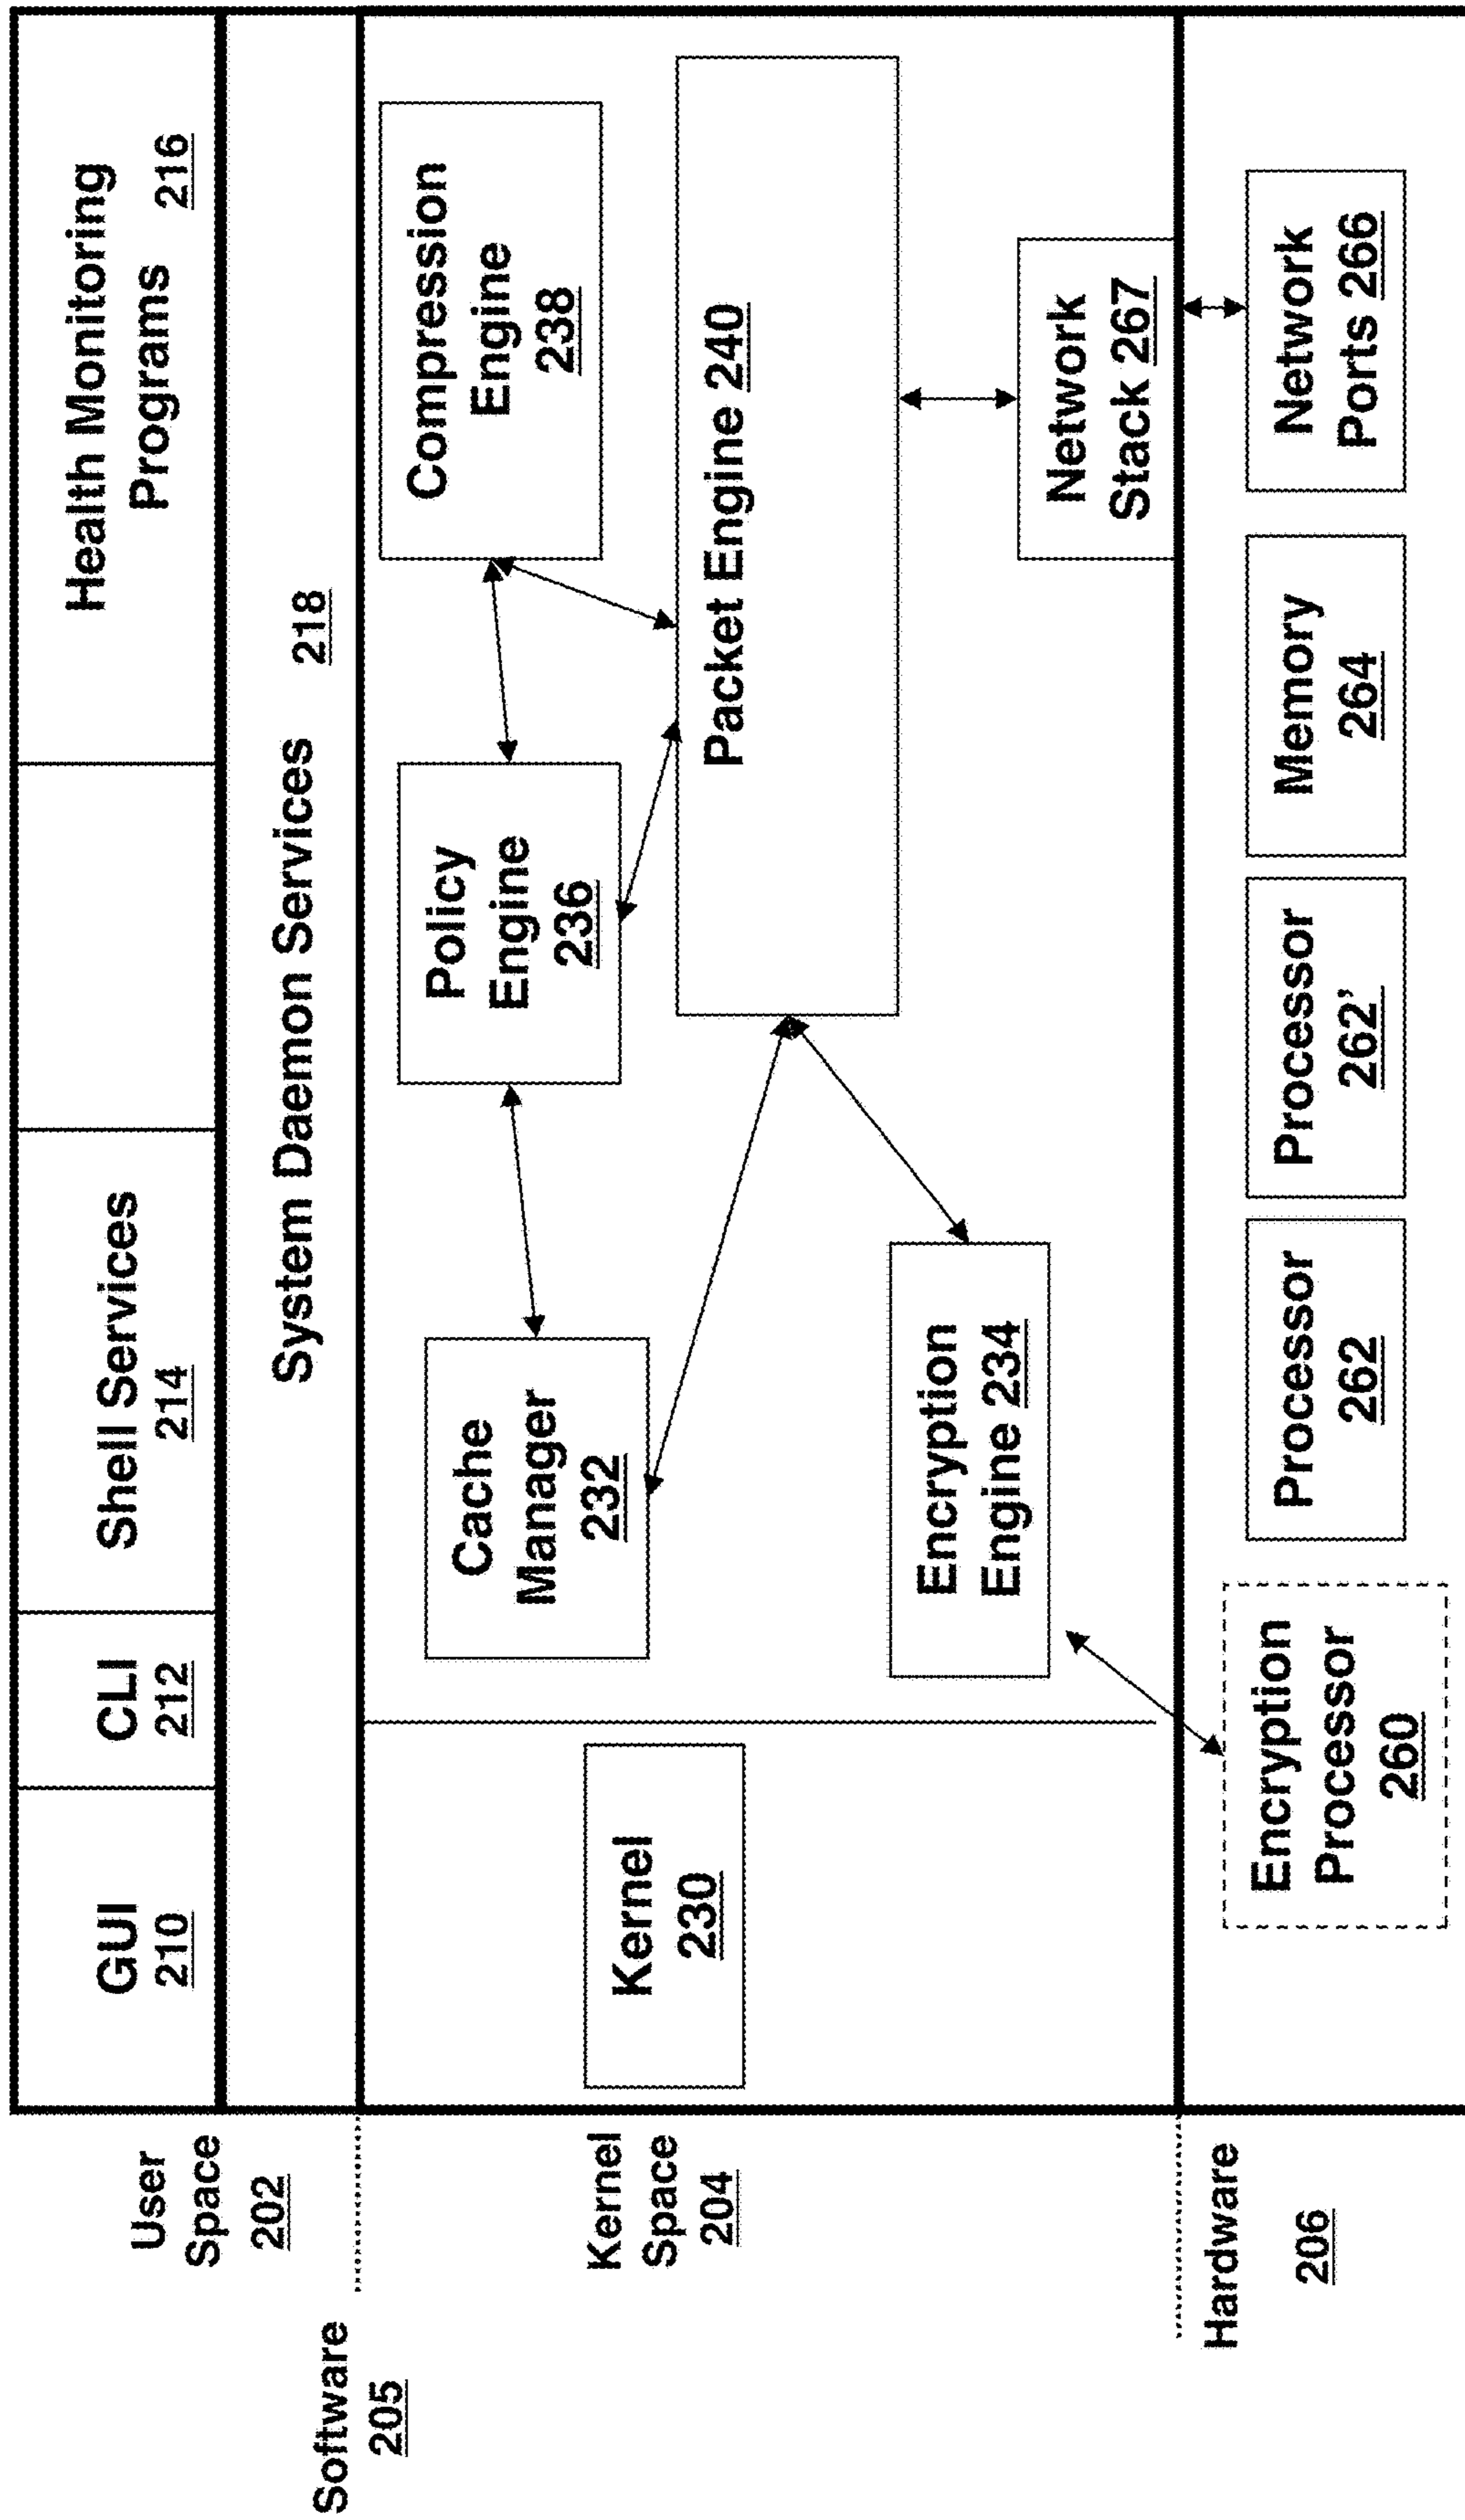 Software
205
User
Space
202
GUI
210
CLI
212
Shell Services
214
Health Monitoring
Programs 216
System Daemon Services 218
Kernel
Space
204
Kernel
230
Cache
Manager
232
Policy
Engine
236
Compression
Engine
238
Encryption
Engine 234
Packet Engine 240
Network
Stack 267
Hardware
206
Encryption
Processor
260
Processor
262
Processor
262’
Memory
264
Network
Ports 266